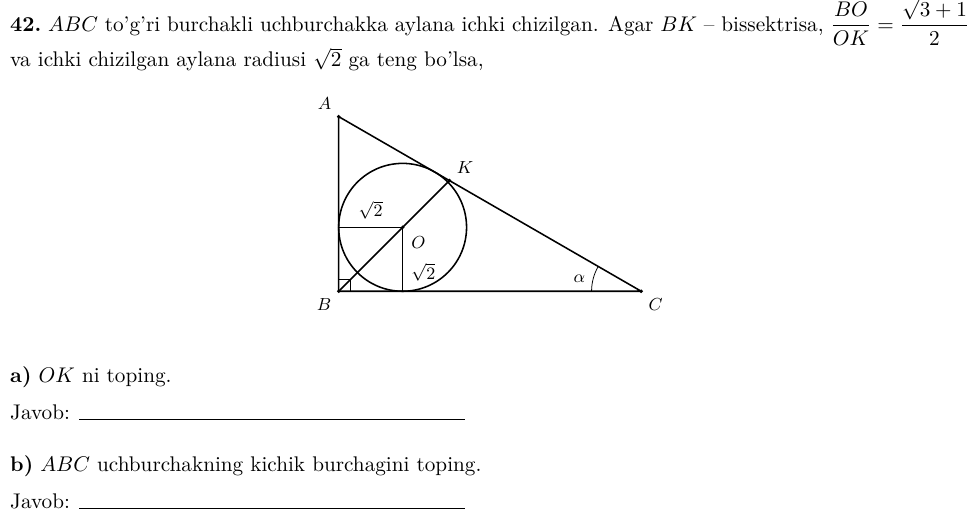 42. ABC to'g'ri burchakli uchburchakka aylana ichki chizilgan. Agar BK – bissektrisa, BO/OK = (√3 + 1)/2
va ichki chizilgan aylana radiusi √2 ga teng bo'lsa,
A
K
√2
O
√2
α
B
C
a) OK ni toping.
Javob:
b) ABC uchburchakning kichik burchagini toping.
Javob: